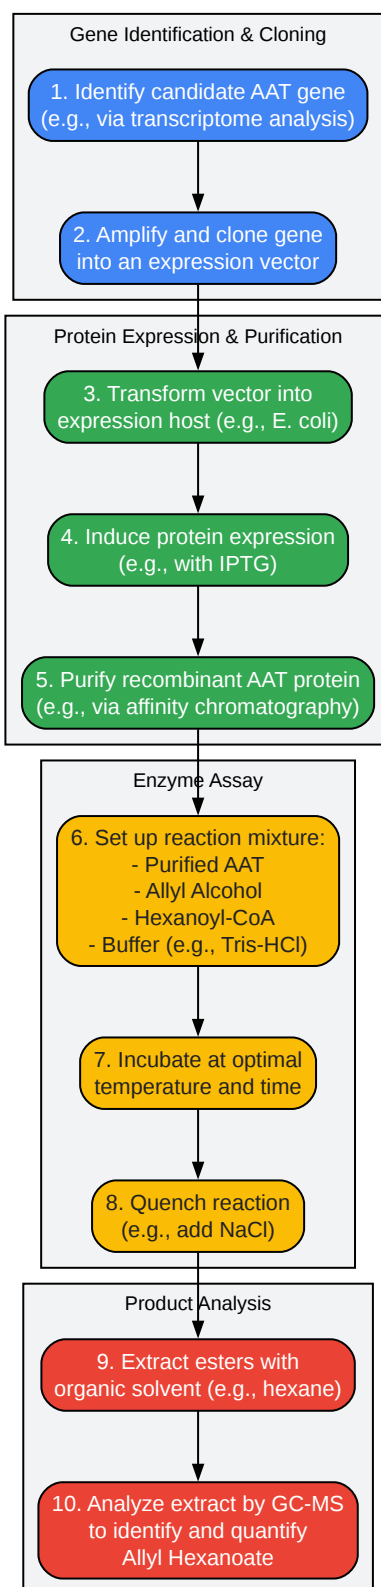 Gene Identification & Cloning
1. Identify candidate AAT gene
(e.g., via transcriptome analysis)
2. Amplify and clone gene
into an expression vector
Protein Expression & Purification
3. Transform vector into
expression host (e.g., E. coli)
4. Induce protein expression
(e.g., with IPTG)
5. Purify recombinant AAT protein
(e.g., via affinity chromatography)
Enzyme Assay
6. Set up reaction mixture:
- Purified AAT
- Allyl Alcohol
- Hexanoyl-CoA
- Buffer (e.g., Tris-HCl)
7. Incubate at optimal
temperature and time
8. Quench reaction
(e.g., add NaCl)
Product Analysis
9. Extract esters with
organic solvent (e.g., hexane)
10. Analyze extract by GC-MS
to identify and quantify
Allyl Hexanoate